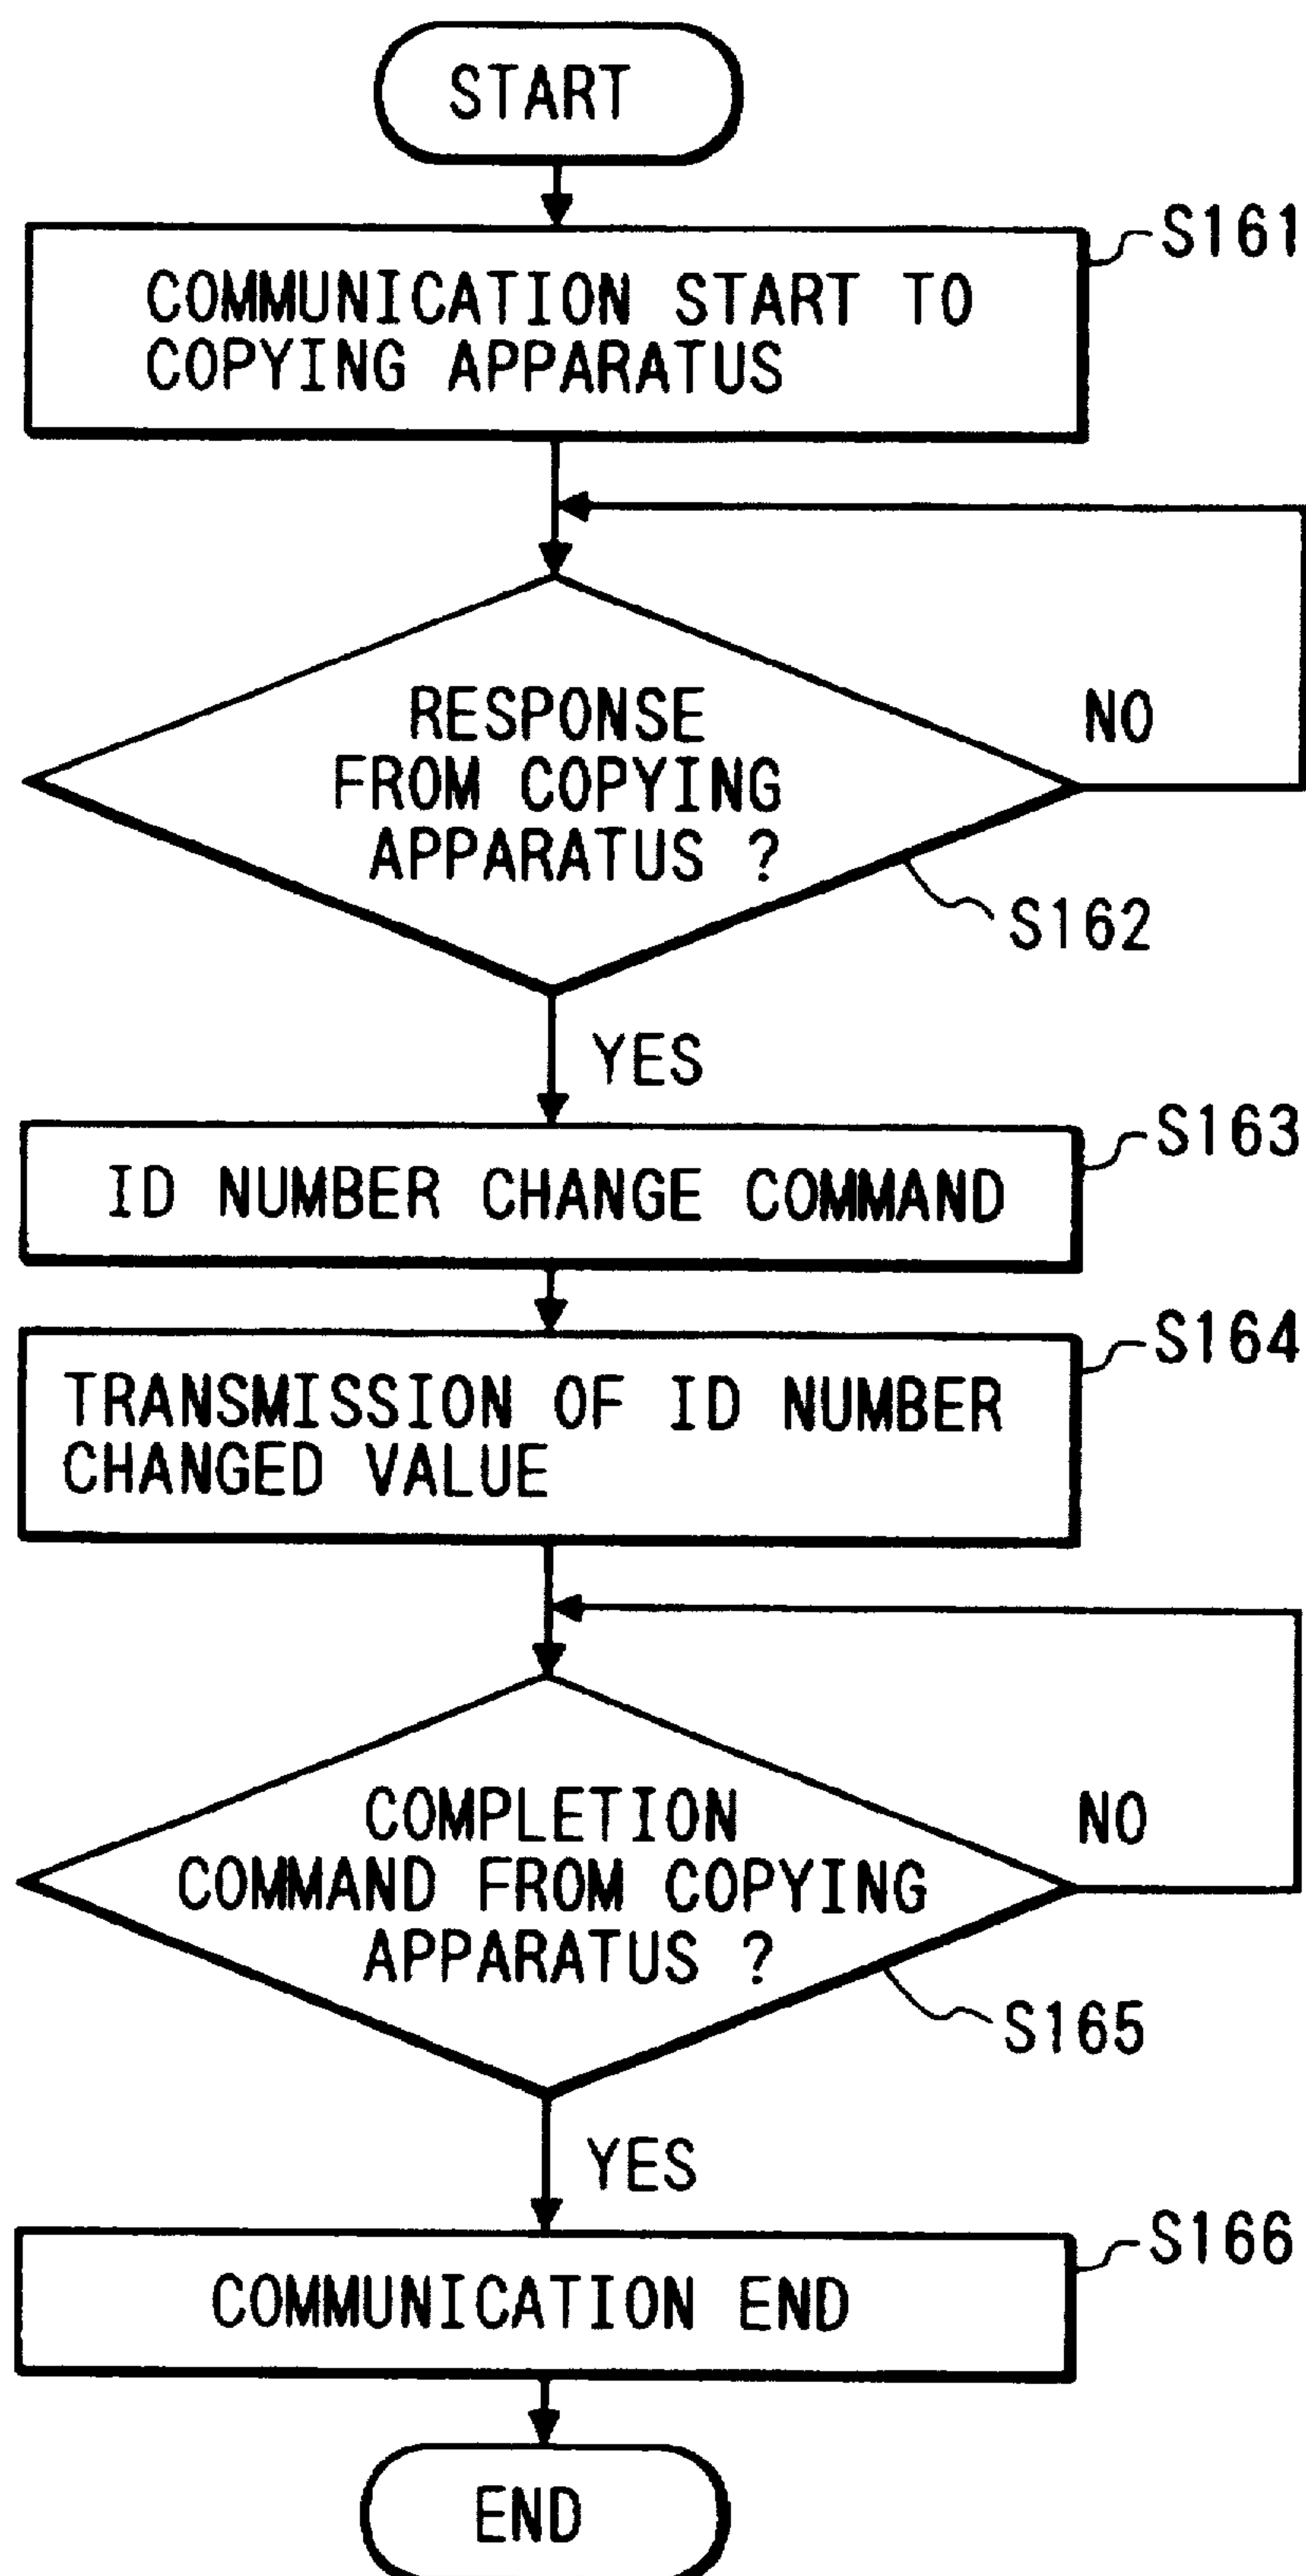 START
S161
COMMUNICATION START TO
COPYING APPARATUS
RESPONSE
FROM COPYING
APPARATUS ?
NO
S162
YES
S163
ID NUMBER CHANGE COMMAND
S164
TRANSMISSION OF ID NUMBER
CHANGED VALUE
COMPLETION
COMMAND FROM COPYING
APPARATUS ?
NO
S165
YES
S166
COMMUNICATION END
END